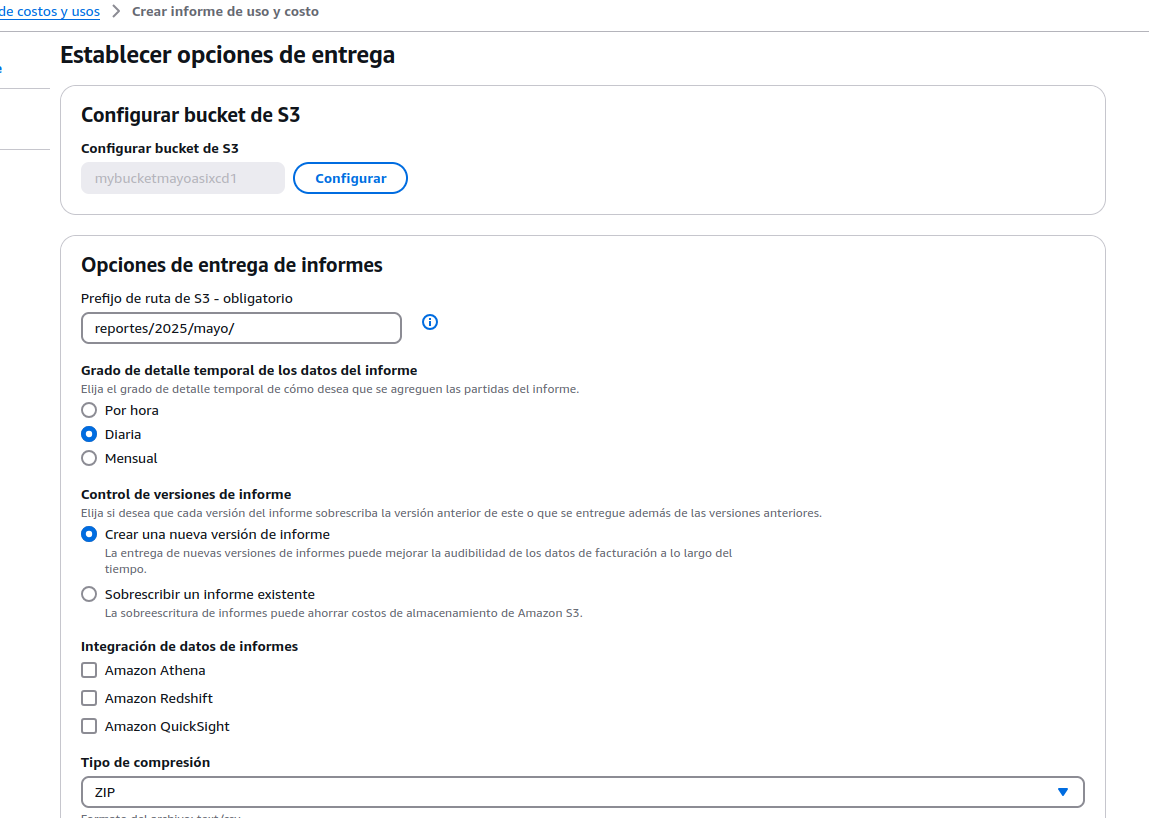 de costos y usos > Crear informe de uso y costo
Establecer opciones de entrega
Configurar bucket de S3
Configurar bucket de S3
mybucketmayoasixcd1 Configurar
Opciones de entrega de informes
Prefijo de ruta de S3 - obligatorio
reportes/2025/mayo/
Grado de detalle temporal de los datos del informe
Elija el grado de detalle temporal de cómo desea que se agreguen las partidas del informe.
Por hora
Diaria
Mensual
Control de versiones de informe
Elija si desea que cada versión del informe sobrescriba la versión anterior de este o que se entregue además de las versiones anteriores.
Crear una nueva versión de informe
La entrega de nuevas versiones de informes puede mejorar la audibilidad de los datos de facturación a lo largo del
tiempo.
Sobrescribir un informe existente
La sobreescritura de informes puede ahorrar costos de almacenamiento de Amazon S3.
Integración de datos de informes
Amazon Athena
Amazon Redshift
Amazon QuickSight
Tipo de compresión
ZIP